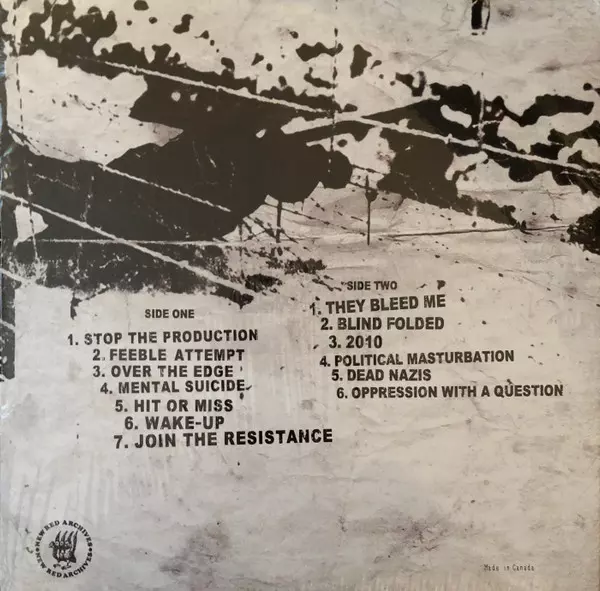 SIDE ONE
1. STOP THE PRODUCTION
2. FEEBLE ATTEMPT
3. OVER THE EDGE
4. MENTAL SUICIDE
5. HIT OR MISS
6. WAKE-UP
7. JOIN THE RESISTANCE
SIDE TWO
1. THEY BLEED ME
2. BLIND FOLDED
3. 2010
4. POLITICAL MASTURBATION
5. DEAD NAZIS
6. OPPRESSION WITH A QUESTION
NEW RED ARCHIVES
NEW RED ARCHIVES
Made in Canada